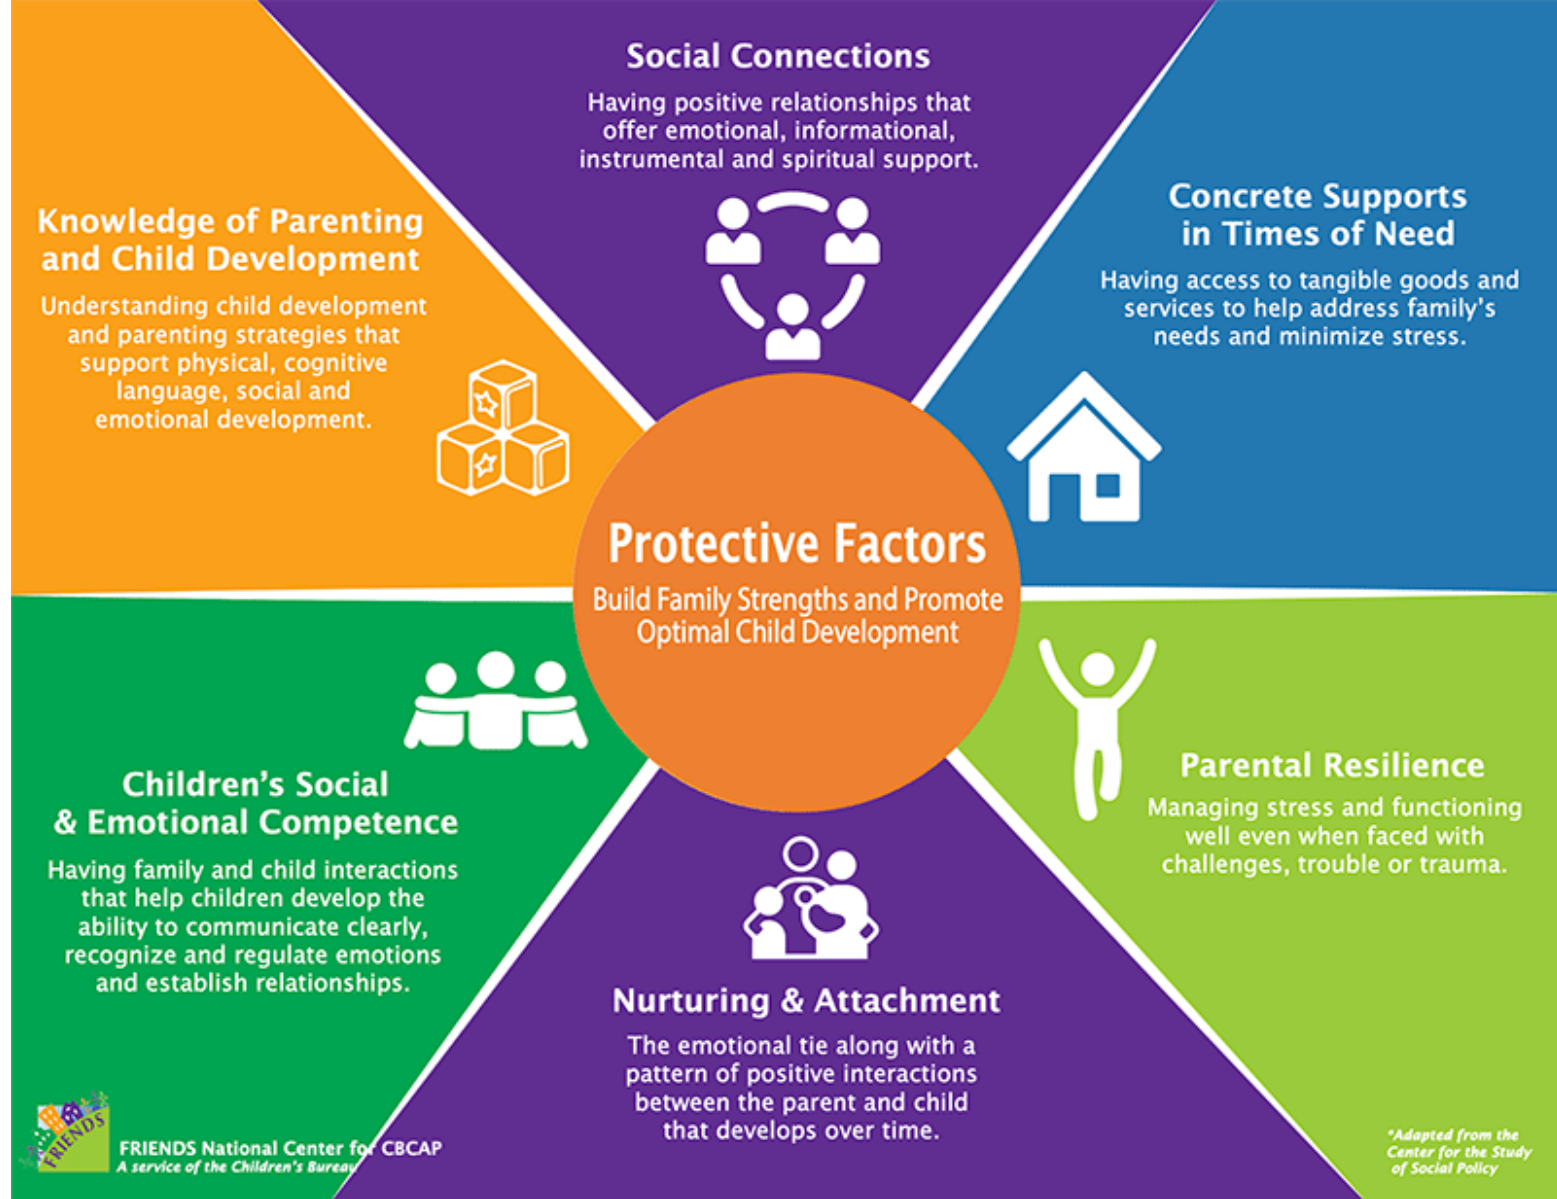 Social Connections
Having positive relationships that
offer emotional, informational,
instrumental and spiritual support.
Concrete Supports
in Times of Need
Having access to tangible goods and
services to help address family's
needs and minimize stress.
Knowledge of Parenting
and Child Development
Understanding child development
and parenting strategies that
support physical, cognitive
language, social and
emotional development.
Protective Factors
Build Family Strengths and Promote
Optimal Child Development
Parental Resilience
Managing stress and functioning
well even when faced with
challenges, trouble or trauma.
Children's Social
& Emotional Competence
Having family and child interactions
that help children develop the
ability to communicate clearly,
recognize and regulate emotions
and establish relationships.
Nurturing & Attachment
The emotional tie along with a
pattern of positive interactions
between the parent and child
that develops over time.
FRIENDS
FRIENDS National Center for CBCAP
A service of the Children's Bureau
*Adapted from the
Center for the Study
of Social Policy